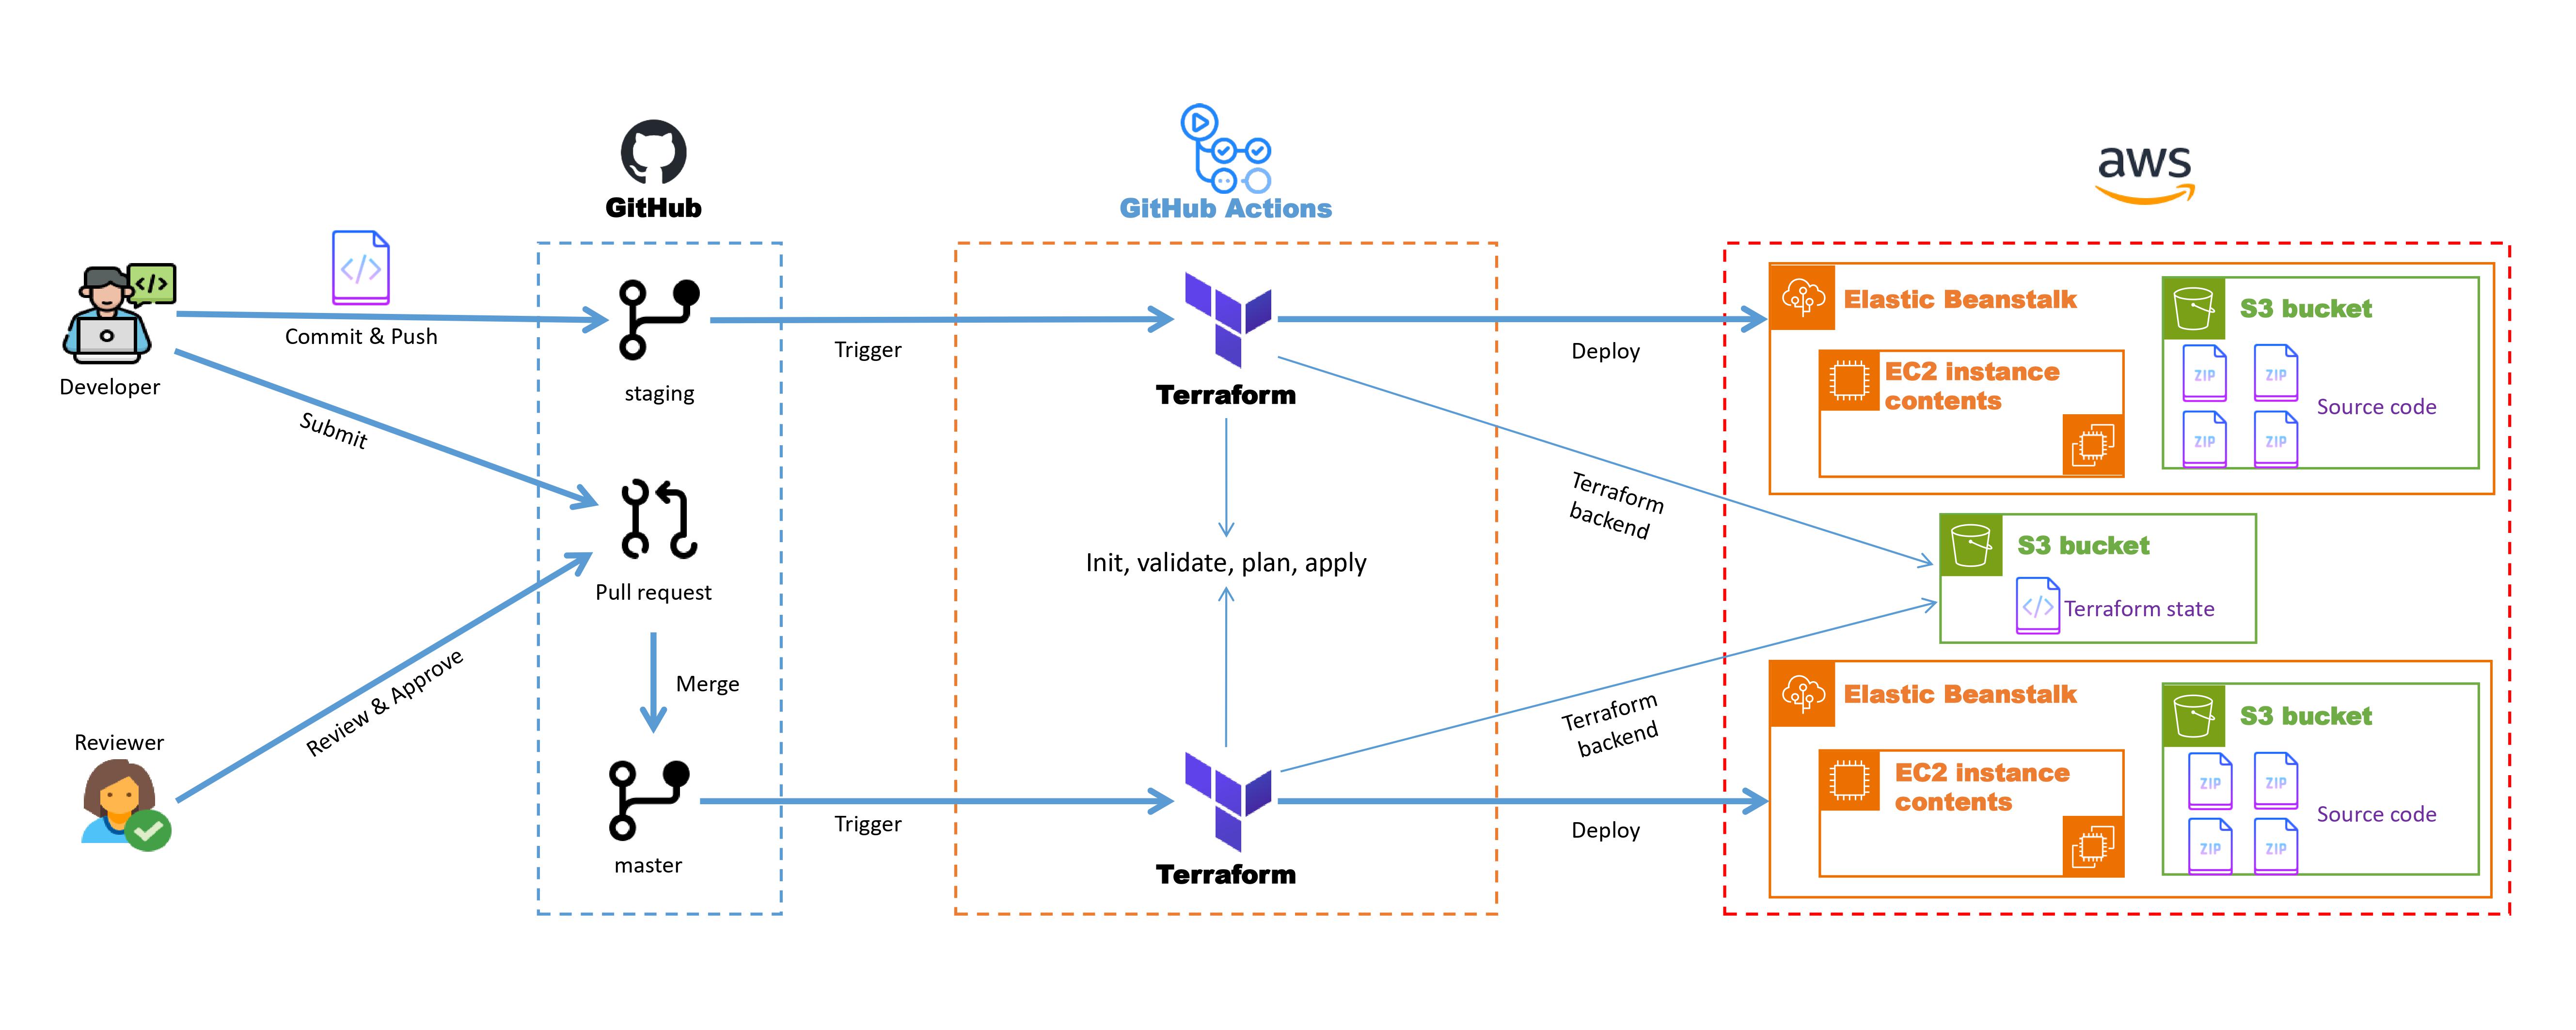 GitHub
GitHub Actions
aws
Developer
Commit & Push
Submit
Reviewer
Review & Approve
staging
Pull request
Merge
master
Trigger
Trigger
Terraform
Init, validate, plan, apply
Terraform
Deploy
Terraform
backend
Terraform
backend
Deploy
Elastic Beanstalk
EC2 instance
contents
S3 bucket
ZIP
ZIP
ZIP
ZIP
Source code
S3 bucket
Terraform state
Elastic Beanstalk
EC2 instance
contents
S3 bucket
ZIP
ZIP
ZIP
ZIP
Source code